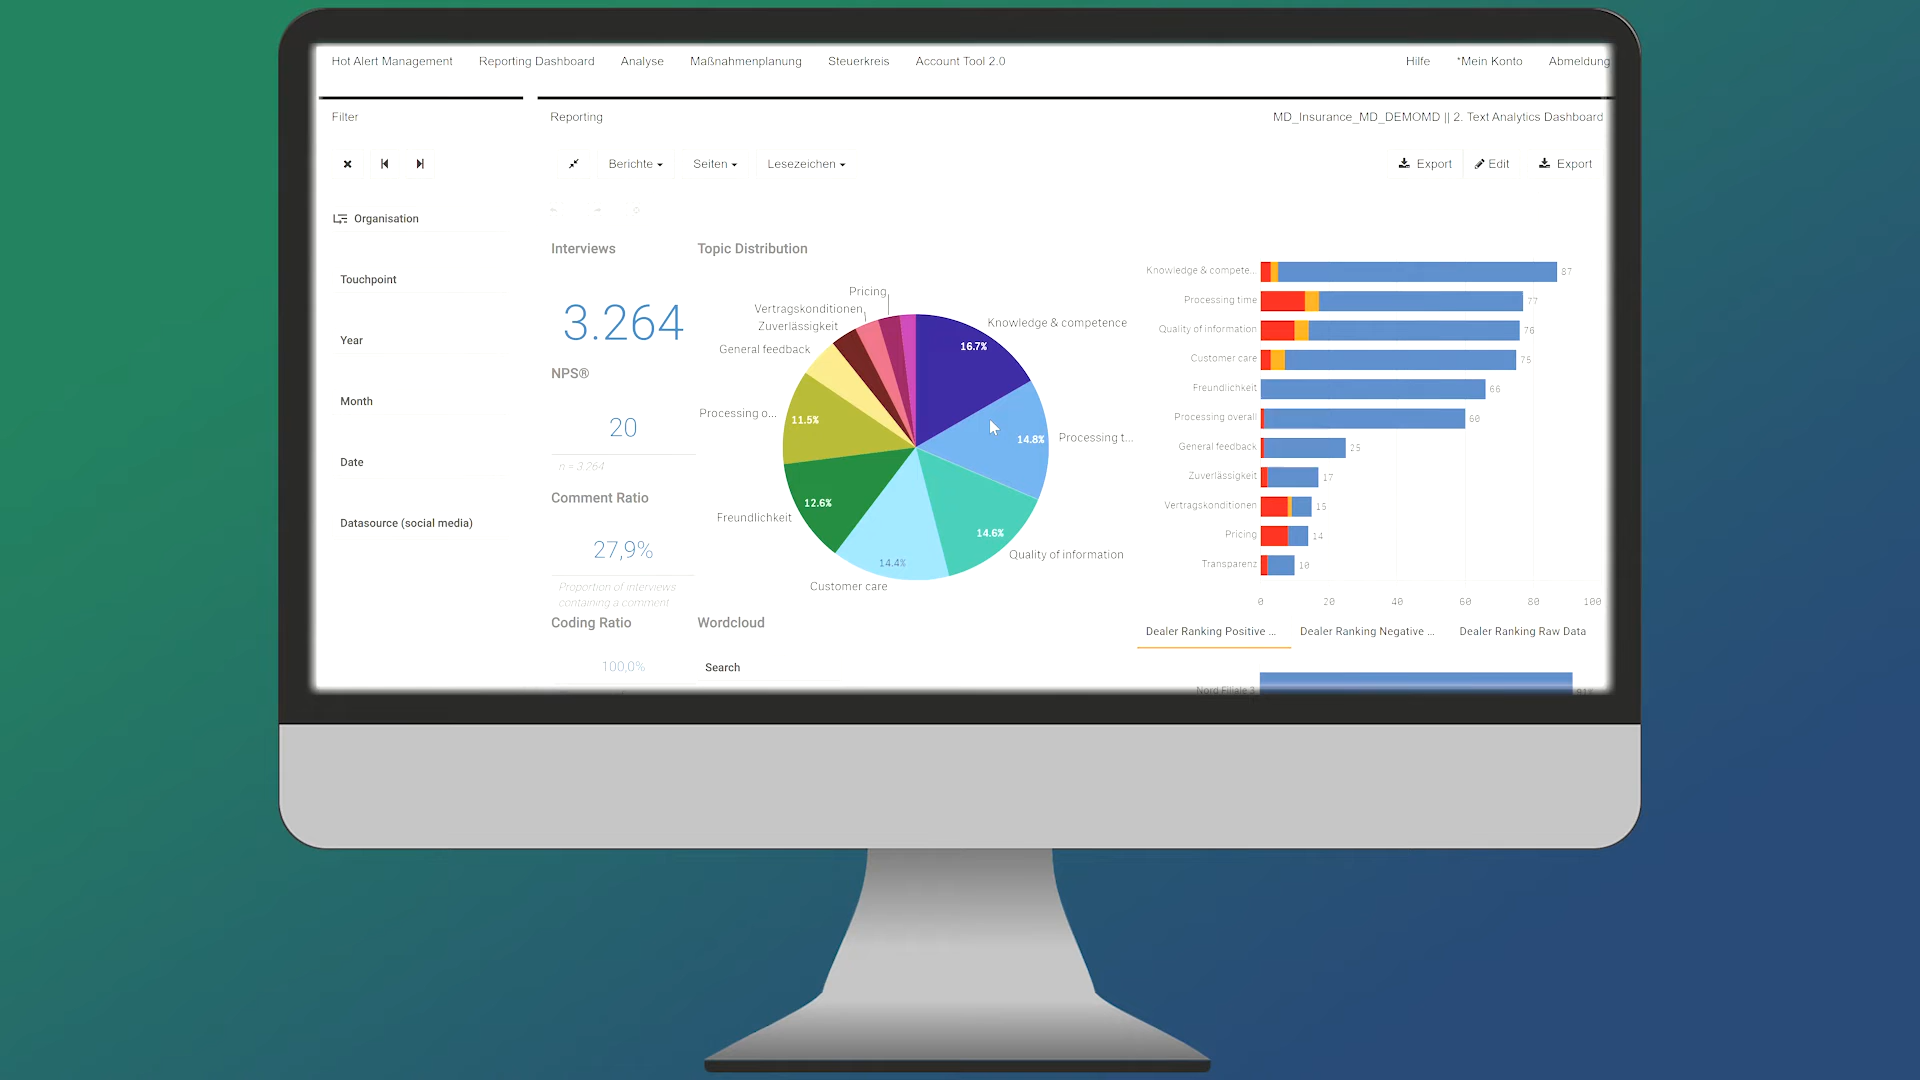 Hot Alert Management Reporting Dashboard Analyse Maßnahmenplanung Steuerkreis Account Tool 2.0 Hilfe *Mein Konto Abmeldung
Filter Reporting MD_Insurance_MD_DEMOMD || 2. Text Analytics Dashboard
Berichte Seiten Lesezeichen Export Edit Export
Organisation
Touchpoint
Year
Month
Date
Datasource (social media)
Interviews
3.264
NPS®
20
n = 3.264
Comment Ratio
27,9%
Proportion of interviews
containing a comment
Coding Ratio
100,0%
Topic Distribution
Pricing
Vertragskonditionen
Zuverlässigkeit
General feedback
Processing o...
11.5%
Freundlichkeit
12.6%
Customer care
14.4%
Quality of information
14.6%
Processing t...
14.8%
Knowledge & competence
16.7%
Wordcloud
Search
Knowledge & compete... 87
Processing time 77
Quality of information 76
Customer care 75
Freundlichkeit 66
Processing overall 60
General feedback 25
Zuverlässigkeit 17
Vertragskonditionen 15
Pricing 14
Transparenz 10
0 20 40 60 80 100
Dealer Ranking Positive ... Dealer Ranking Negative ... Dealer Ranking Raw Data
Nord Filiale 3